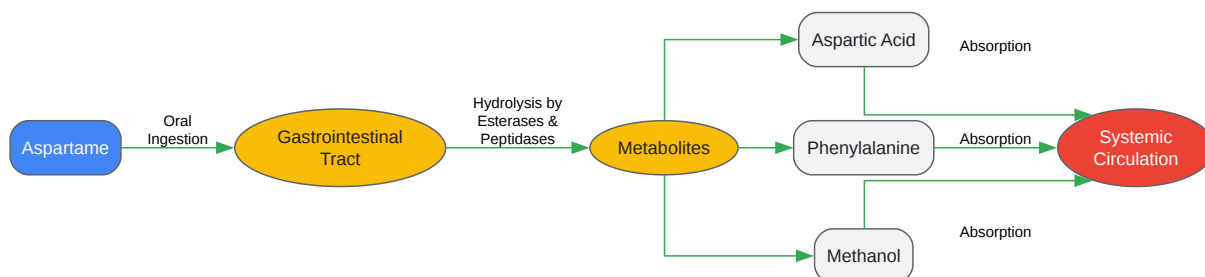 Aspartame
Oral
Ingestion
Gastrointestinal
Tract
Hydrolysis by
Esterases &
Peptidases
Metabolites
Aspartic Acid
Absorption
Phenylalanine
Absorption
Methanol
Absorption
Systemic
Circulation